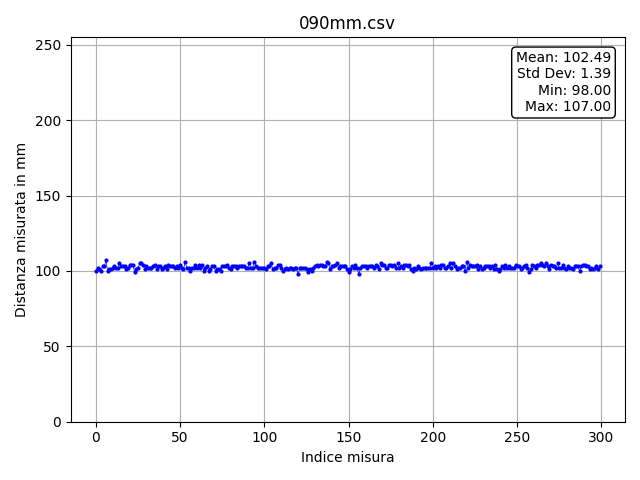 090mm.csv
Mean: 102.49
Std Dev: 1.39
Min: 98.00
Max: 107.00
250
200
150
100
50
0
Distanza misurata in mm
0 50 100 150 200 250 300
Indice misura